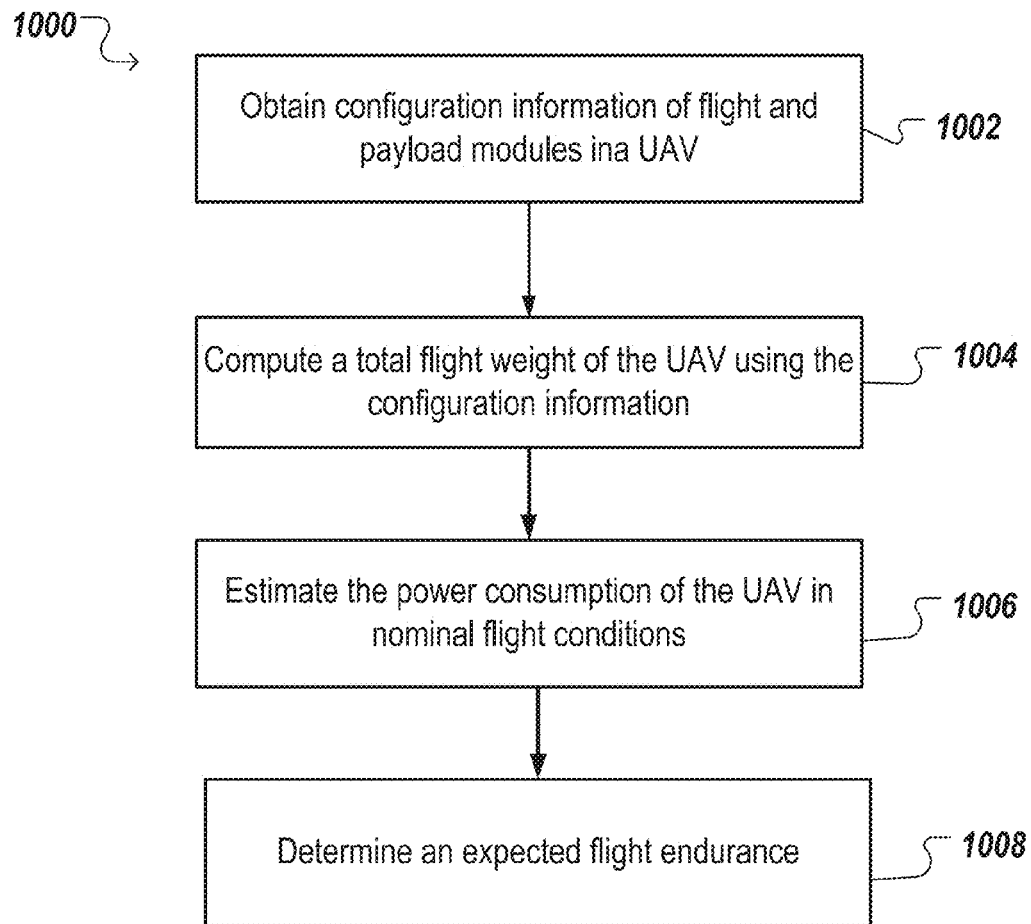 1000
Obtain configuration information of flight and
payload modules ina UAV
1002
Compute a total flight weight of the UAV using the
configuration information
1004
Estimate the power consumption of the UAV in
nominal flight conditions
1006
Determine an expected flight endurance
1008